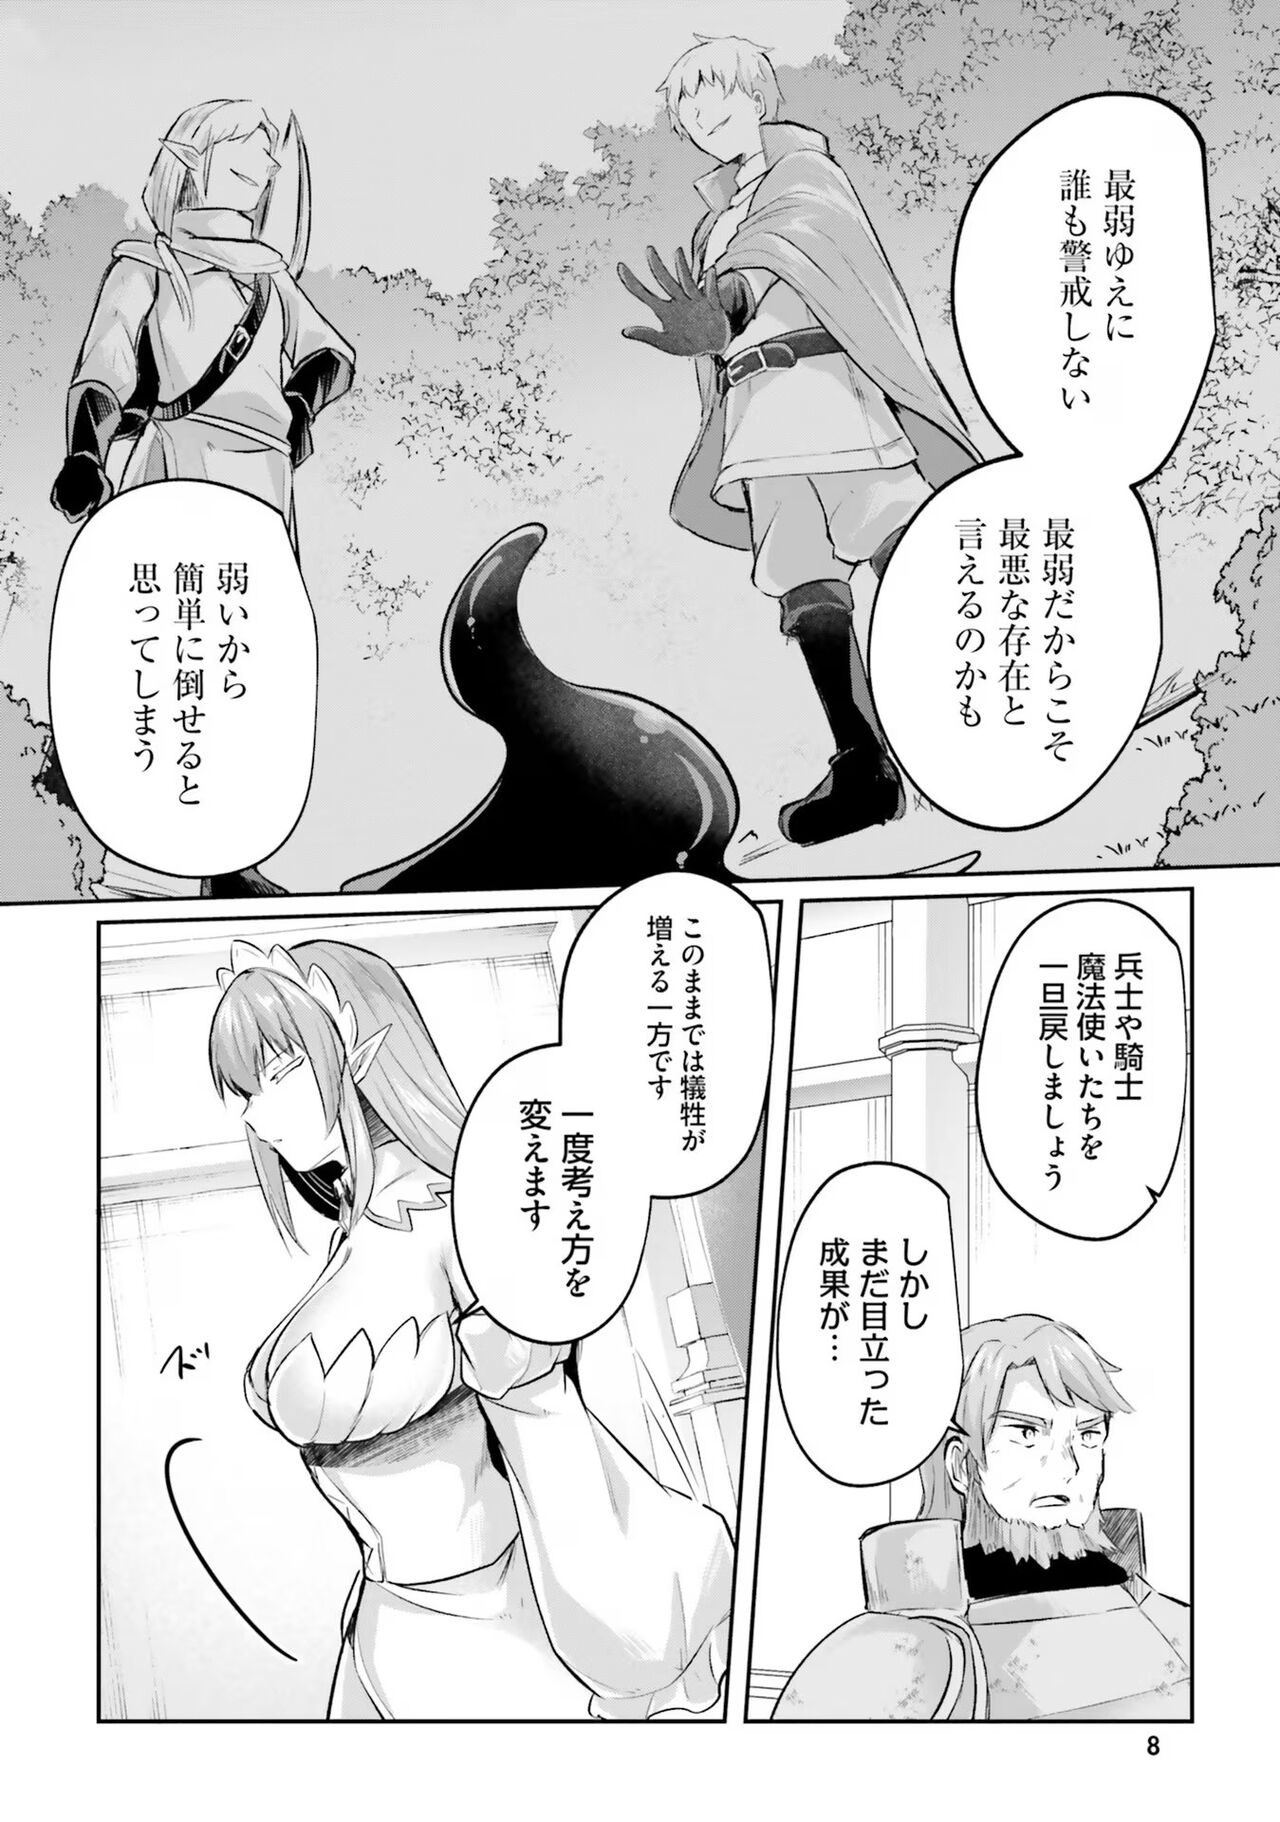 最弱ゆえに
誰も警戒しない
最弱だからこそ
最悪な存在と
言えるのかも
弱いから
簡単に倒せると
思ってしまう
兵士や騎士
魔法使いたちを
一旦戻しましょう
しかし
まだ目立った
成果が…
このままでは犠牲が
増える一方です
一度考え方を
変えます
ドッ
8